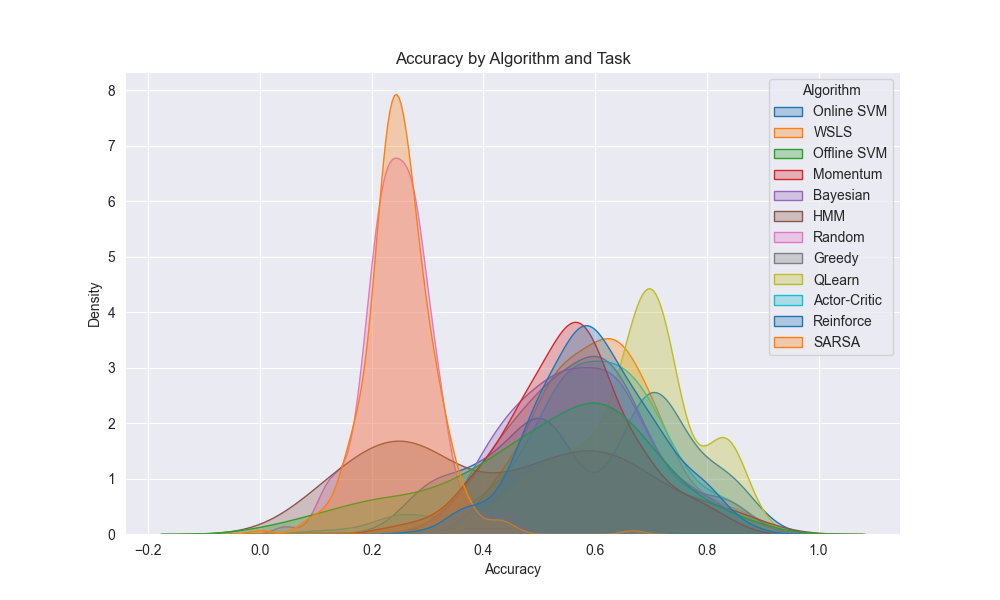 Accuracy by Algorithm and Task
8
7
6
5
4
3
2
1
0
Density
−0.2
0.0
0.2
0.4
0.6
0.8
1.0
Accuracy
Algorithm
Online SVM
WSLS
Offline SVM
Momentum
Bayesian
HMM
Random
Greedy
QLearn
Actor-Critic
Reinforce
SARSA